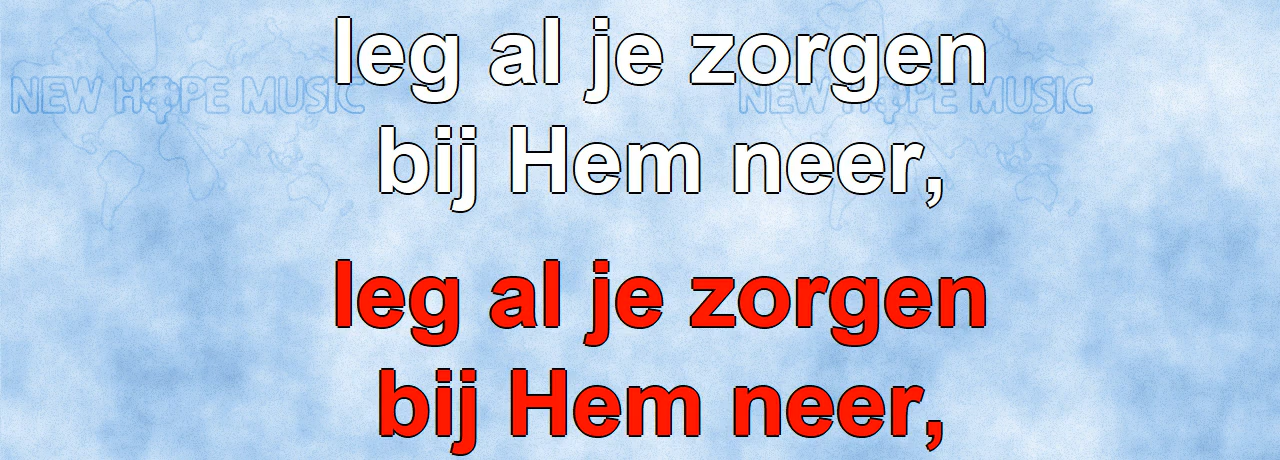 leg al je zorgen
NEW HOPE MUSIC NEW HOPE MUSIC
bij Hem neer,
leg al je zorgen
bij Hem neer,